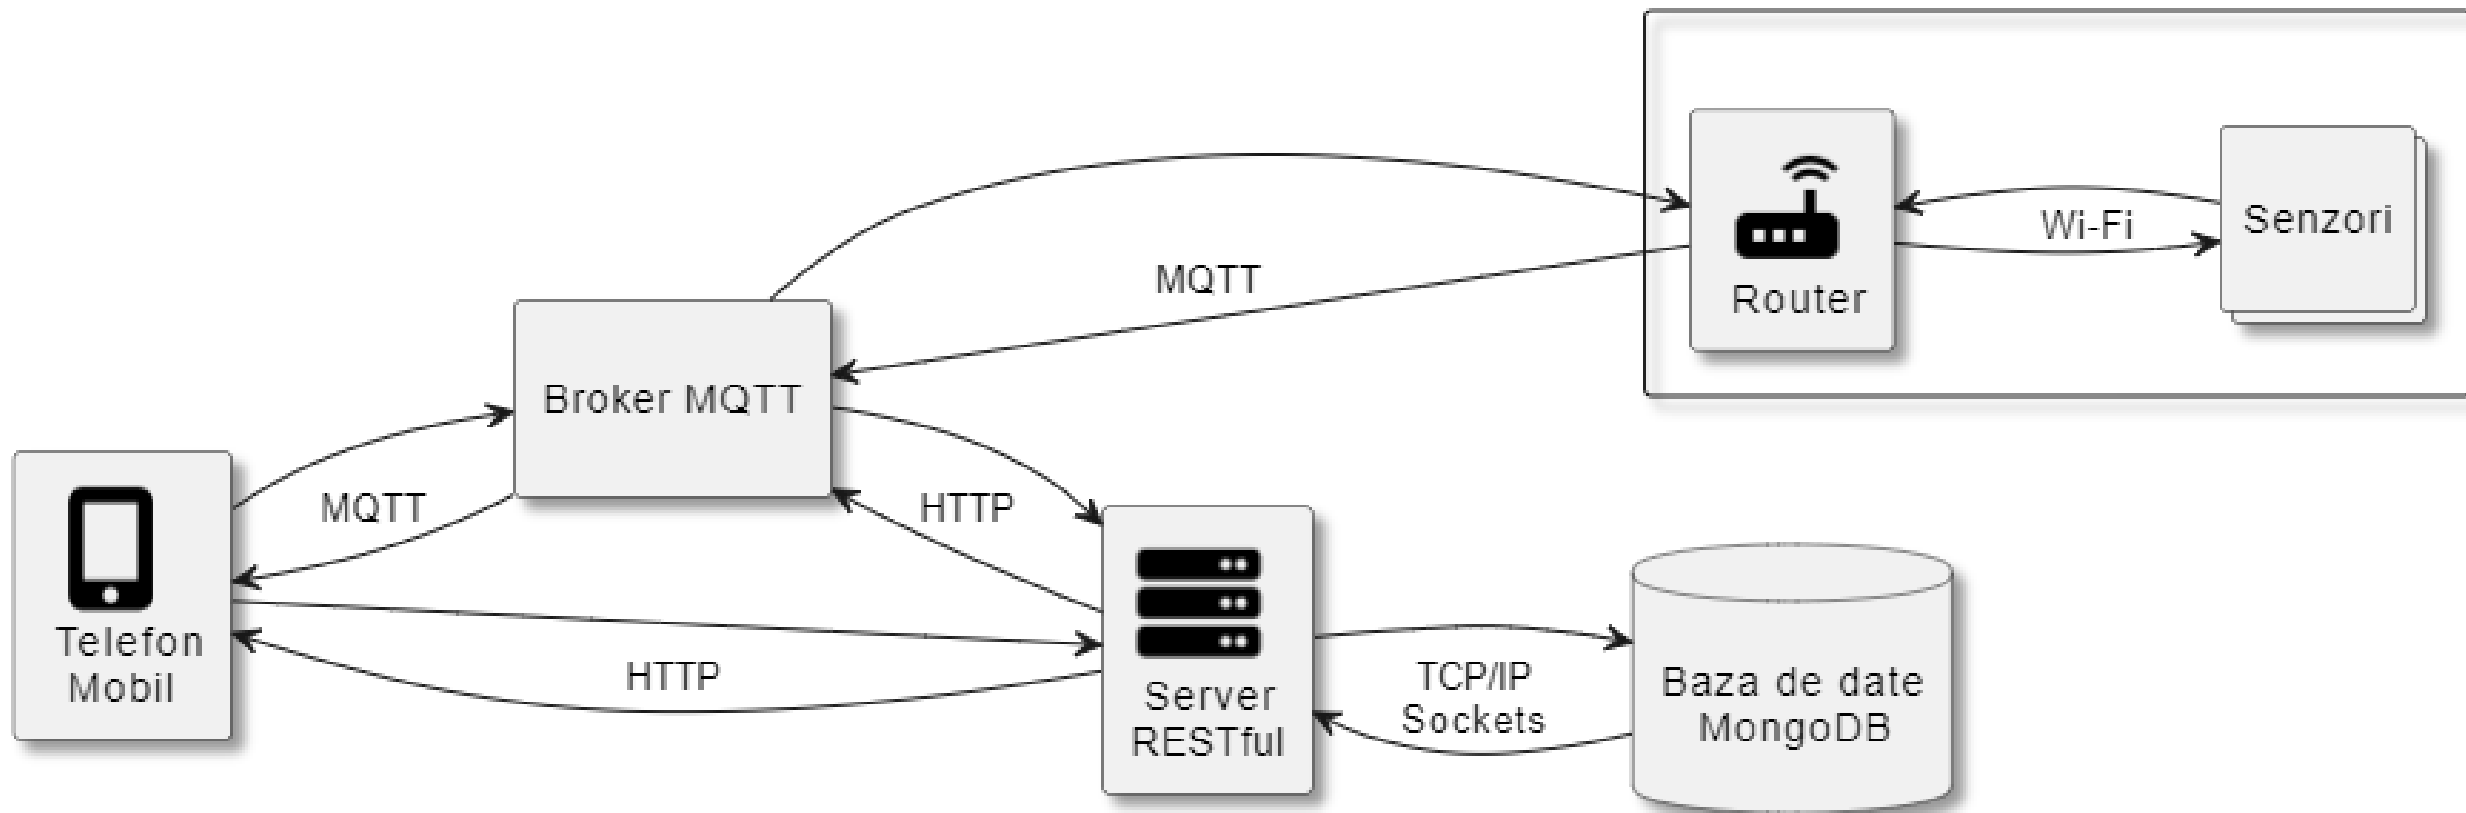 MQTT
Wi-Fi
Senzori
Router
Broker MQTT
MQTT
HTTP
Telefon
Mobil
HTTP
Server
RESTful
TCP/IP
Sockets
Baza de date
MongoDB